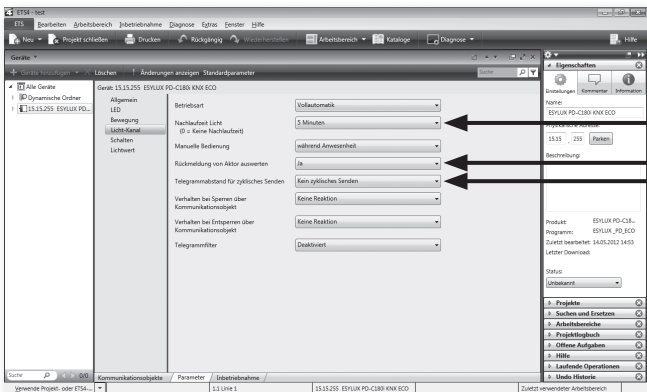 ETS4 - test
ETS Bearbeiten Arbeitsbereich Inbetriebnahme Diagnose Extras Fenster Hilfe
Neu Projekt schließen Drucken Rückgängig Wiederherstellen Arbeitsbereich Kataloge Diagnose Hilfe
Geräte
Geräte hinzufügen Löschen Änderungen anzeigen Standardparameter Suche
Alle Geräte
Dynamische Ordner
15.15.255 ESYLUX PD...
Gerät: 15.15.255 ESYLUX PD-C180i KNX ECO
Allgemein
LED
Bewegung
Licht-Kanal
Schalten
Lichtwert
Betriebsart Vollautomatik
Nachlaufzeit Licht 5 Minuten
(0 = Keine Nachlaufzeit)
Manuelle Bedienung während Anwesenheit
Rückmeldung von Aktor auswerten Ja
Telegrammabstand für zyklisches Senden Kein zyklisches Senden
Verhalten bei Sperren über Keine Reaktion
Kommunikationsobjekt
Verhalten bei Entsperren über Keine Reaktion
Kommunikationsobjekt
Telegrammfilter Deaktiviert
Eigenschaften
Einstellungen Kommentar Information
Name:
ESYLUX PD-C180i KNX ECO
Physikalische Adresse:
15.15 . 255 Parken
Beschreibung:
Produkt: ESYLUX PD-C18...
Programm: ESYLUX _PD_ECO
Zuletzt bearbeitet: 14.05.2012 14:53
Letzter Download:
Status:
Unbekannt
Projekte
Suchen und Ersetzen
Arbeitsbereiche
Projektlogbuch
Offene Aufgaben
Hilfe
Laufende Operationen
Undo Historie
Suche 0/0 Kommunikationsobjekte Parameter Inbetriebnahme
Verwende Projekt- oder ETS4-... 1.1 Linie 1 15.15.255 ESYLUX PD-C180i KNX ECO Zuletzt verwendeter Arbeitsbereich